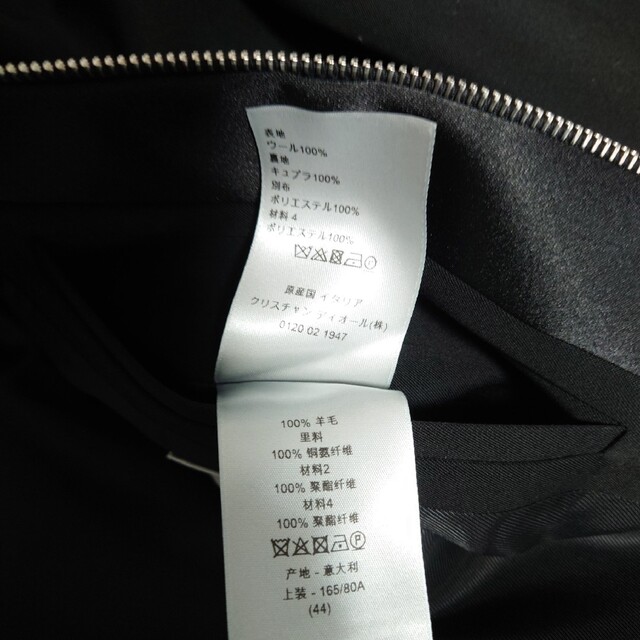 表地
ウール100%
裏地
キュプラ100%
別布
ポリエステル100%
材料 4
ポリエステル100%
原産国 イタリア
クリスチャン ディオール(株)
0120 02 1947
100% 羊毛
里料
100% 铜氨纤维
材料2
100% 聚酯纤维
材料4
100% 聚酯纤维
产地 - 意大利
上装 - 165/80A
(44)